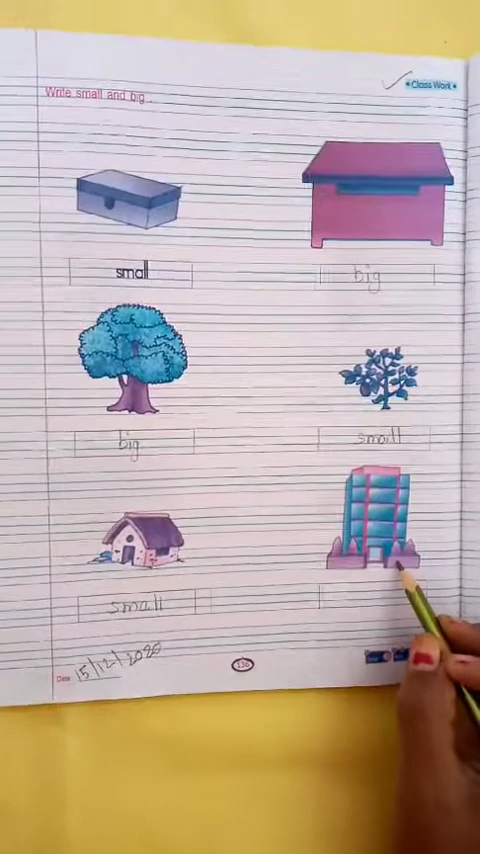 Class Work
Write small and big
small
big
big
small
small
Date 15/12/2020
136